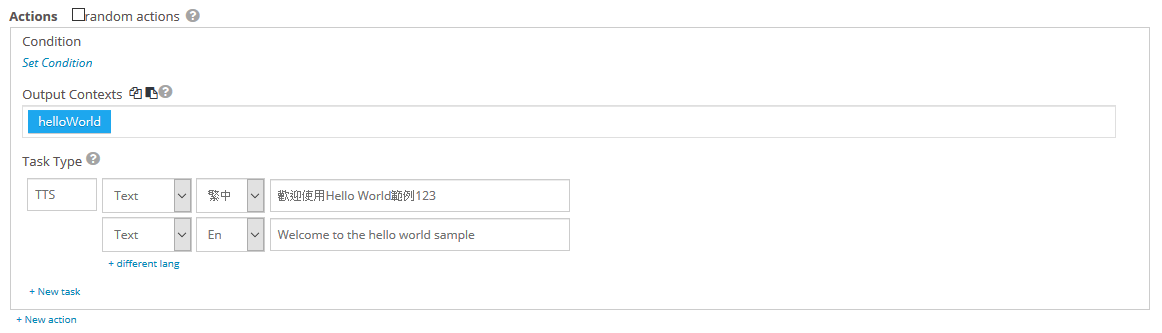 Actions random actions
Condition
Set Condition
Output Contexts
helloWorld
Task Type
TTS Text 繁中 歡迎使用Hello World範例123
Text En Welcome to the hello world sample
+ different lang
+ New task
+ New action